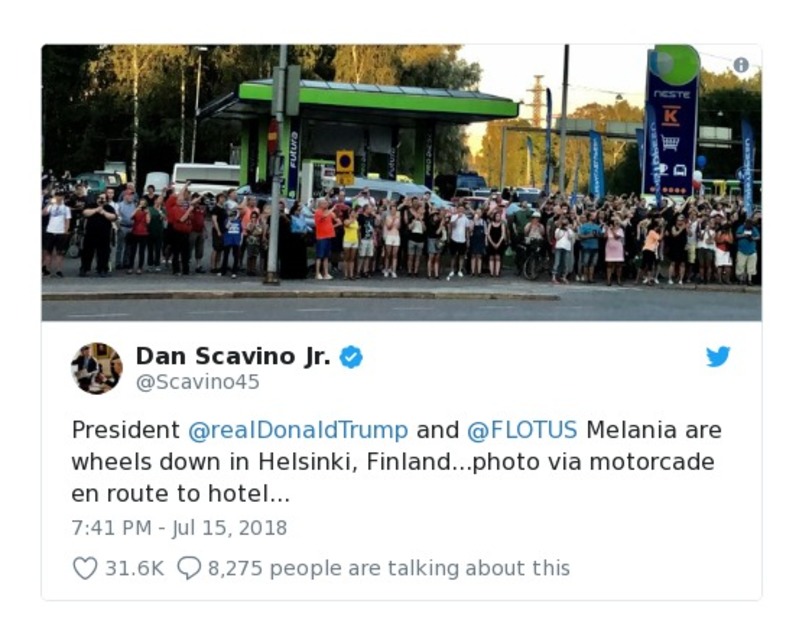 NESTE
K
futura
Dan Scavino Jr.
@Scavino45
President @realDonaldTrump and @FLOTUS Melania are
wheels down in Helsinki, Finland...photo via motorcade
en route to hotel...
7:41 PM - Jul 15, 2018
31.6K 8,275 people are talking about this